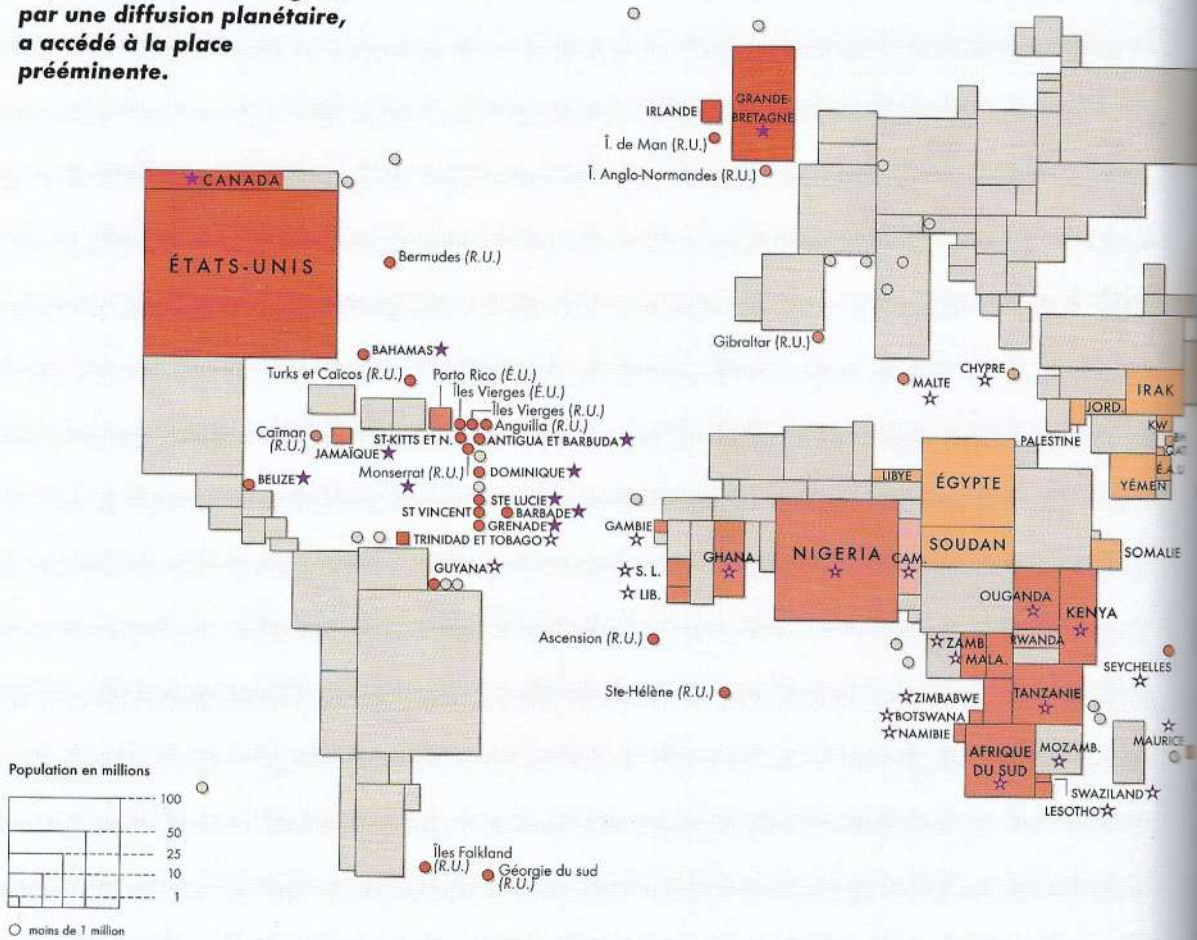 par une diffusion planétaire,
a accédé à la place
prééminente.
IRLANDE
GRANDE-
BRETAGNE
Î. de Man (R.U.)
Î. Anglo-Normandes (R.U.)
CANADA
ÉTATS-UNIS
Bermudes (R.U.)
Gibraltar (R.U.)
BAHAMAS
Turks et Caïcos (R.U.)
Porto Rico (É.U.)
Îles Vierges (É.U.)
Îles Vierges (R.U.)
Anguilla (R.U.)
Caïman
(R.U.)
JAMAÏQUE
ST-KITTS ET N.
ANTIGUA ET BARBUDA
Monserrat (R.U.)
DOMINIQUE
BELIZE
STE LUCIE
ST VINCENT
BARBADE
GRENADE
TRINIDAD ET TOBAGO
GUYANA
MALTE
CHYPRE
IRAK
JORD.
PALESTINE
KW
QAT.
É.A.U
YÉMEN
LIBYE
ÉGYPTE
SOUDAN
SOMALIE
GAMBIE
S. L.
LIB.
GHANA
NIGERIA
CAM.
OUGANDA
KENYA
RWANDA
ZAMB.
MALA.
TANZANIE
SEYCHELLES
Ascension (R.U.)
Ste-Hélène (R.U.)
ZIMBABWE
BOTSWANA
NAMIBIE
AFRIQUE
DU SUD
MOZAMB.
MAURICE
SWAZILAND
LESOTHO
Îles Falkland
(R.U.)
Géorgie du sud
(R.U.)
Population en millions
100
50
25
10
1
moins de 1 million